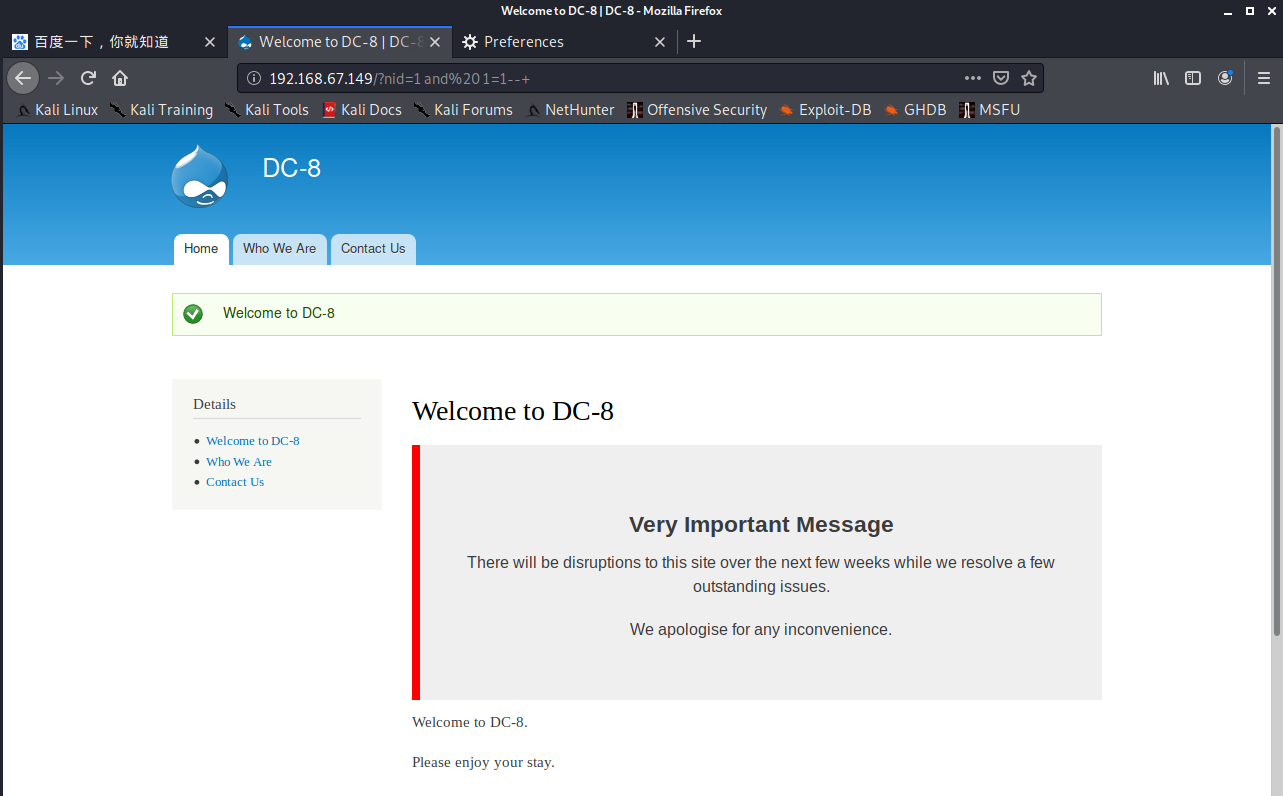 Welcome to DC-8 | DC-8 - Mozilla Firefox
百度一下，你就知道
Welcome to DC-8 | DC-8
Preferences
192.168.67.149/?nid=1 and%20 1=1--+
Kali Linux Kali Training Kali Tools Kali Docs Kali Forums NetHunter Offensive Security Exploit-DB GHDB MSFU
DC-8
Home Who We Are Contact Us
Welcome to DC-8
Details
Welcome to DC-8
Who We Are
Contact Us
Welcome to DC-8
Very Important Message
There will be disruptions to this site over the next few weeks while we resolve a few
outstanding issues.
We apologise for any inconvenience.
Welcome to DC-8.
Please enjoy your stay.